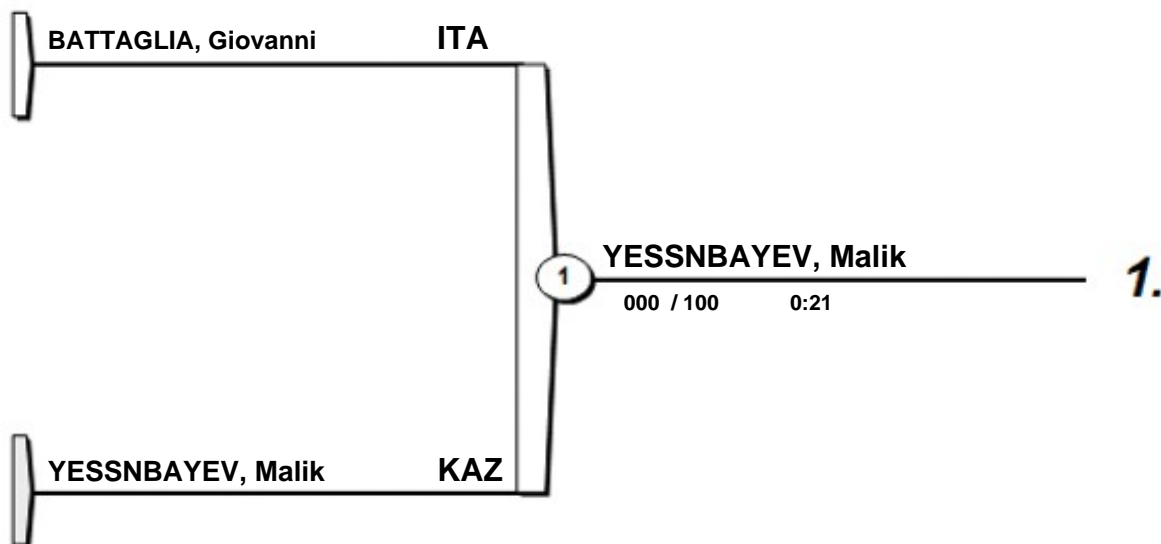 BATTAGLIA, Giovanni ITA
YESSNBAYEV, Malik 1.
1
000 / 100 0:21
YESSNBAYEV, Malik KAZ